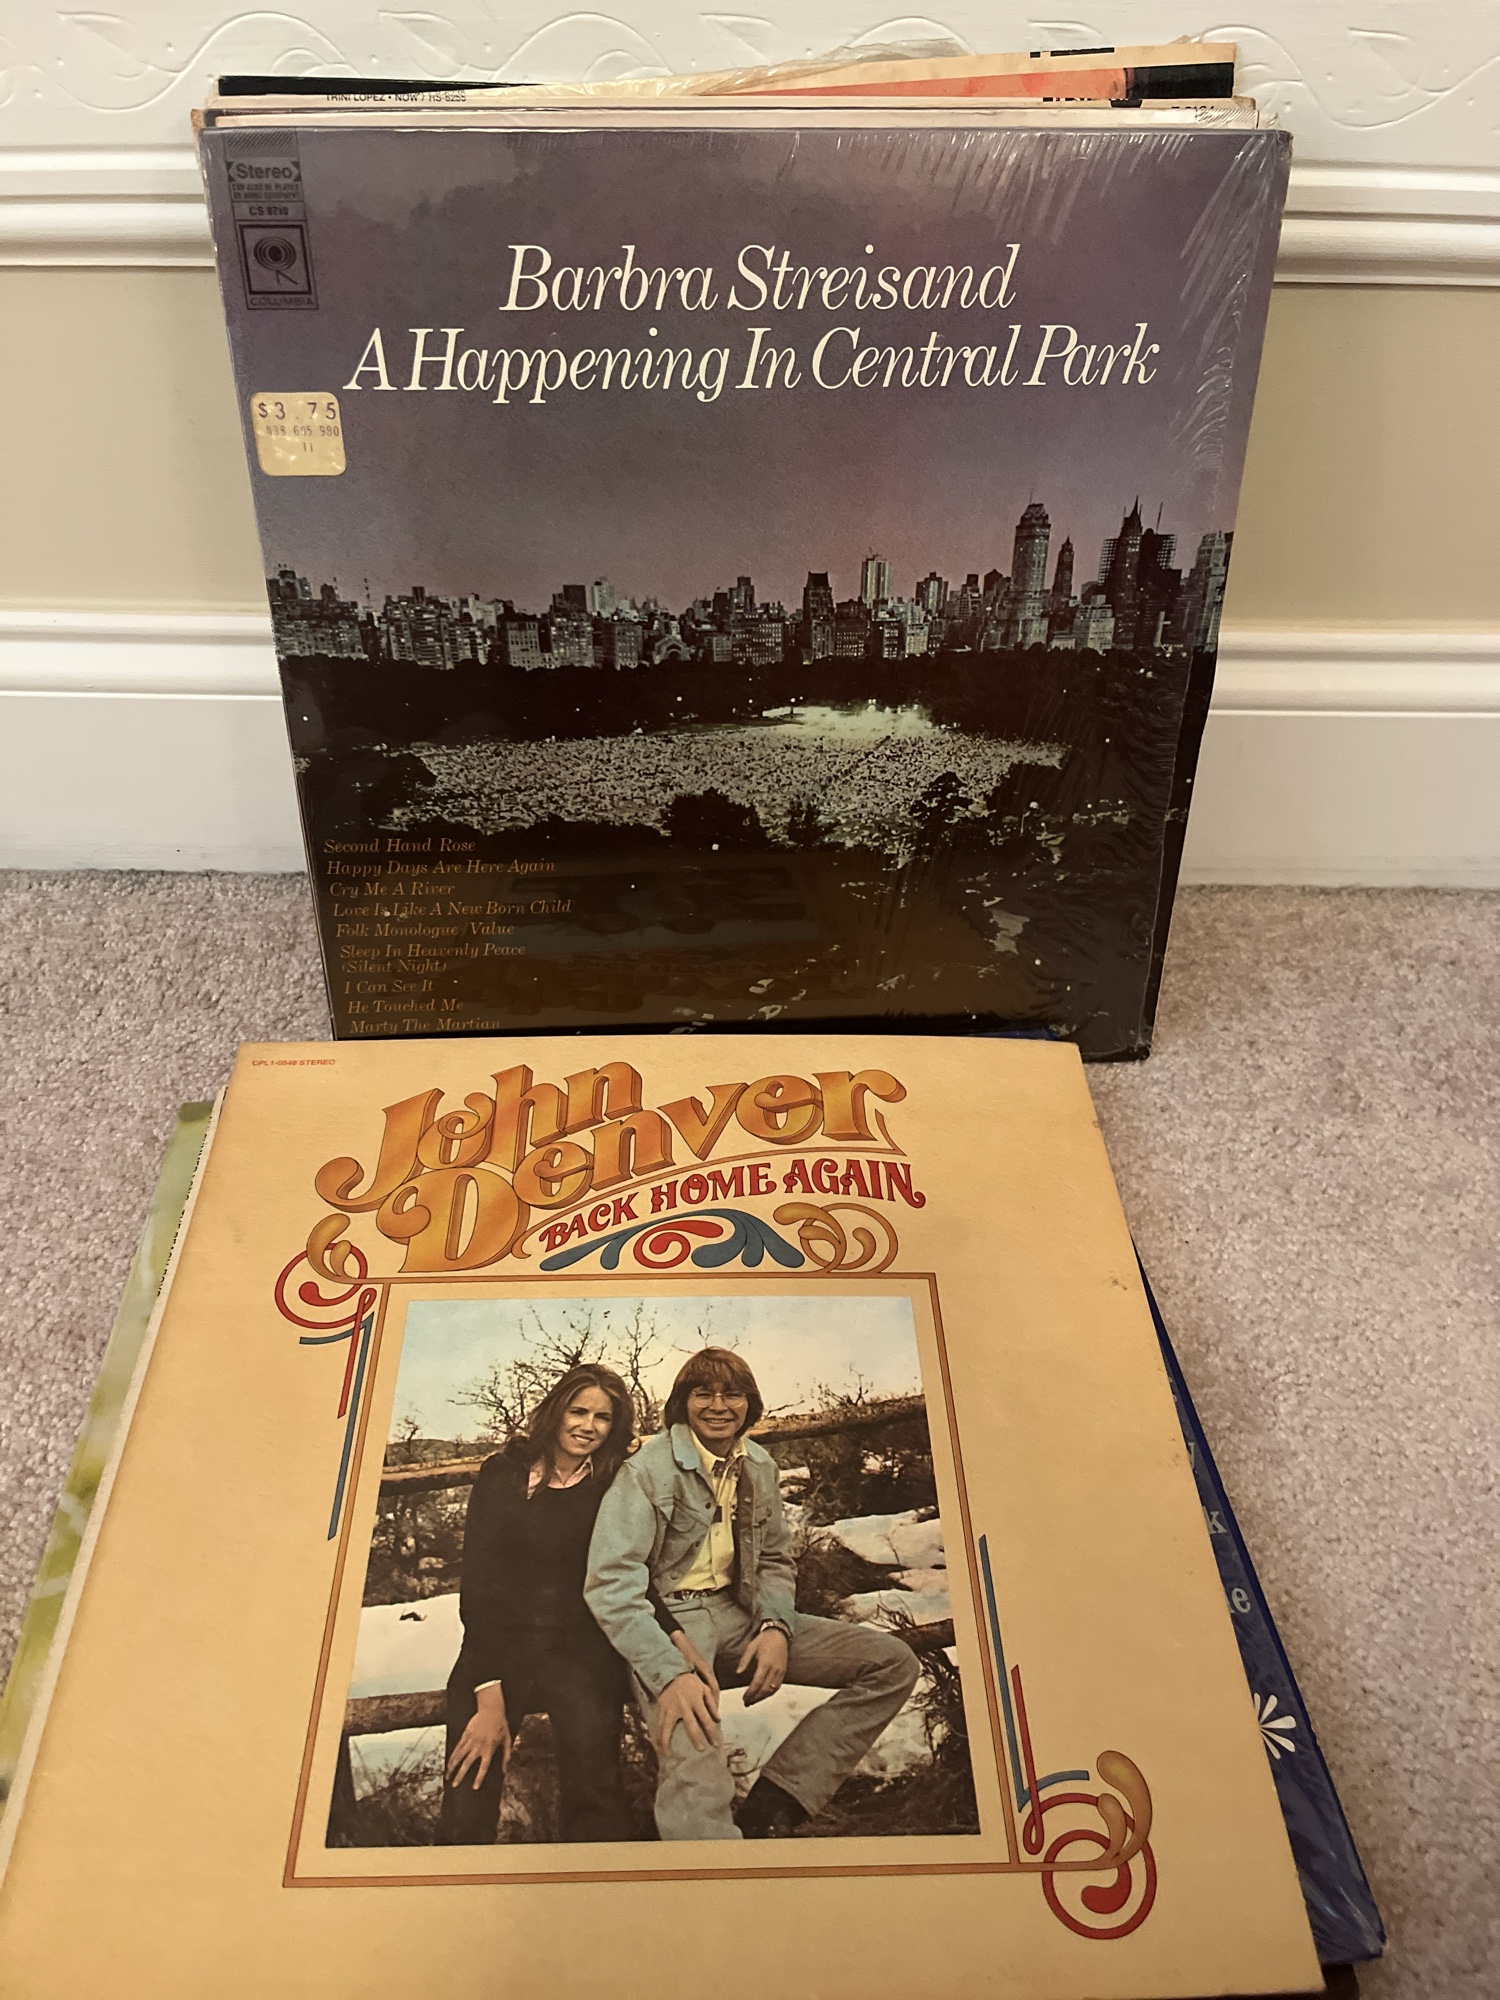 TRINI LOPEZ • NOW / RS-6255
Stereo
CS 9710
COLUMBIA
Barbra Streisand
A Happening In Central Park
$3.75
Second Hand Rose
Happy Days Are Here Again
Cry Me A River
Love Is Like A New Born Child
Folk Monologue/Value
Sleep In Heavenly Peace
(Silent Night)
I Can See It
He Touched Me
Marty The Martian
CPL1-0548 STEREO
John
Denver
BACK HOME AGAIN